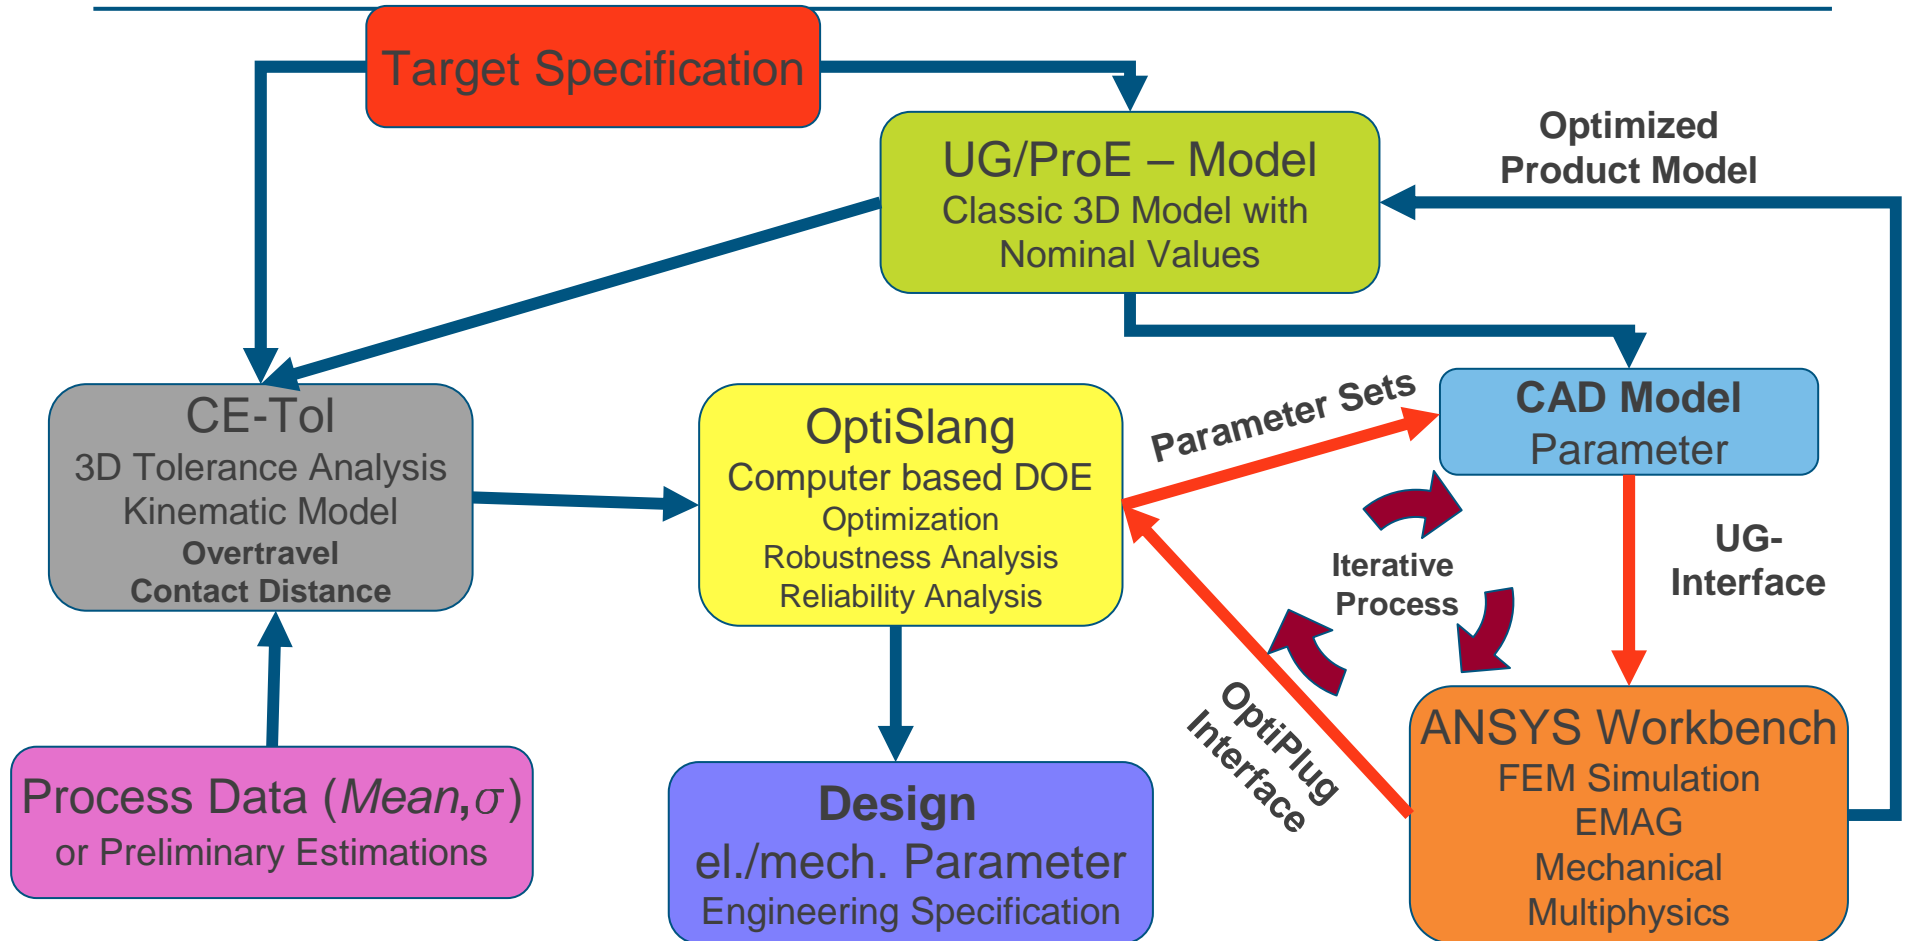 Target Specification
UG/ProE – Model
Classic 3D Model with
Nominal Values
Optimized
Product Model
CE-Tol
3D Tolerance Analysis
Kinematic Model
Overtravel
Contact Distance
OptiSlang
Computer based DOE
Optimization
Robustness Analysis
Reliability Analysis
Parameter Sets
CAD Model
Parameter
Iterative
Process
UG-
Interface
OptiPlug
Interface
Process Data (Mean,σ)
or Preliminary Estimations
Design
el./mech. Parameter
Engineering Specification
ANSYS Workbench
FEM Simulation
EMAG
Mechanical
Multiphysics